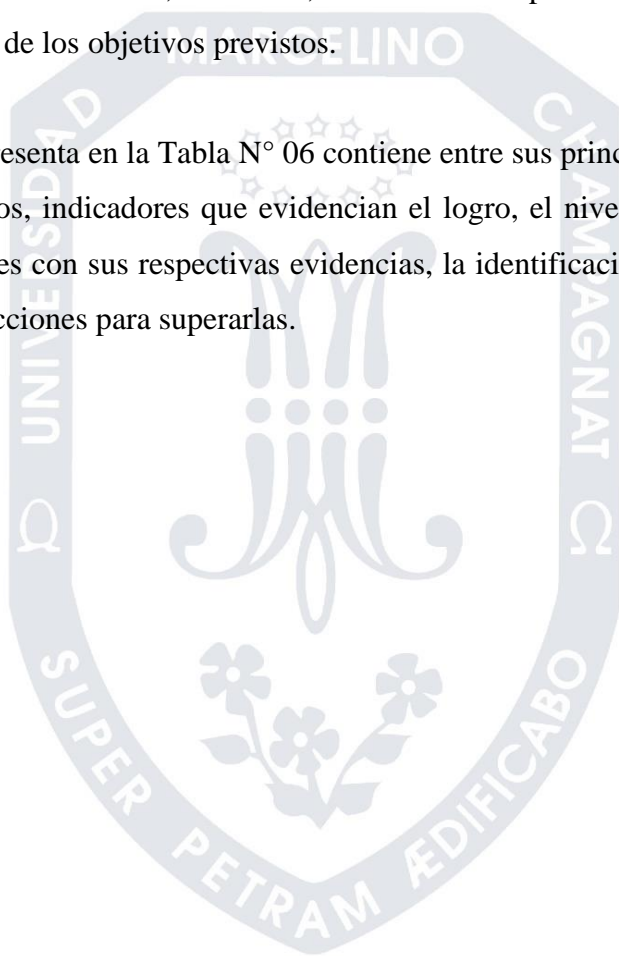 de los objetivos previstos.
resenta en la Tabla N° 06 contiene entre sus princ
os, indicadores que evidencian el logro, el nive
es con sus respectivas evidencias, la identificaci
cciones para superarlas.
UNIVERSIDAD MARCELINO CHAMPAGNAT
SUPER PETRAM ÆDIFICABO
Ω Ω